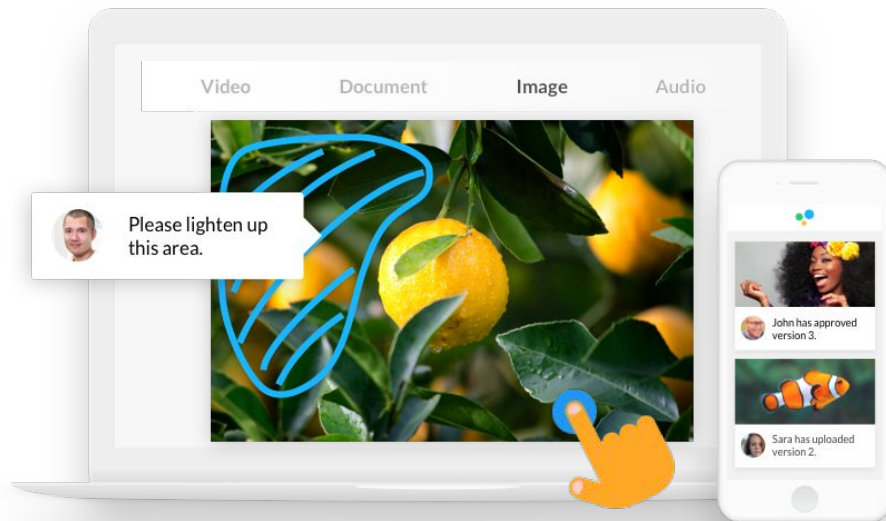 Video Document Image Audio
Please lighten up
this area.
John has approved
version 3.
Sara has uploaded
version 2.